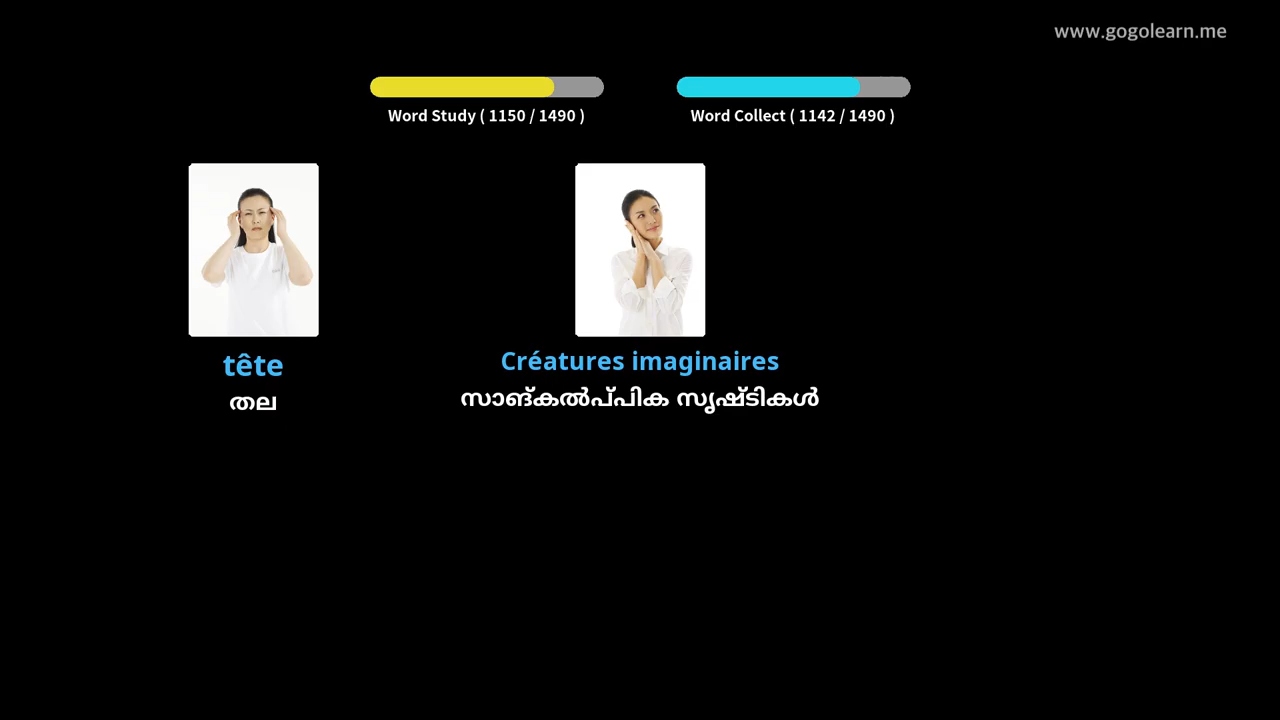 www.gogolearn.me
Word Study ( 1150 / 1490 )
Word Collect ( 1142 / 1490 )
tête
തല
Créatures imaginaires
സാങ്കൽപ്പിക സൃഷ്ടികൾ